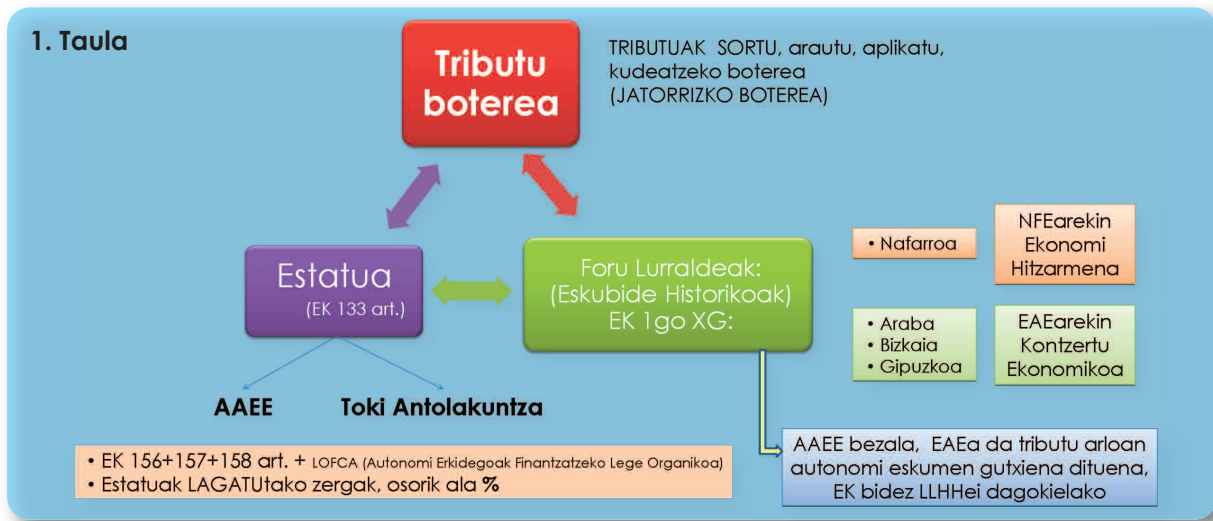 1. Taula
Tributu
boterea
TRIBUTUAK SORTU, arautu, aplikatu,
kudeatzeko boterea
(JATORRIZKO BOTEREA)
Estatua
(EK 133 art.)
Foru Lurraldeak:
(Eskubide Historikoak)
EK 1go XG:
• Nafarroa
NFEarekin
Ekonomi
Hitzarmena
• Araba
• Bizkaia
• Gipuzkoa
EAEarekin
Kontzertu
Ekonomikoa
AAEE
Toki Antolakuntza
• EK 156+157+158 art. + LOFCA (Autonomi Erkidegoak Finantzatzeko Lege Organikoa)
• Estatuak LAGATUtako zergak, osorik ala %
AAEE bezala, EAEa da tributu arloan
autonomi eskumen gutxiena dituena,
EK bidez LLHHei dagokielako